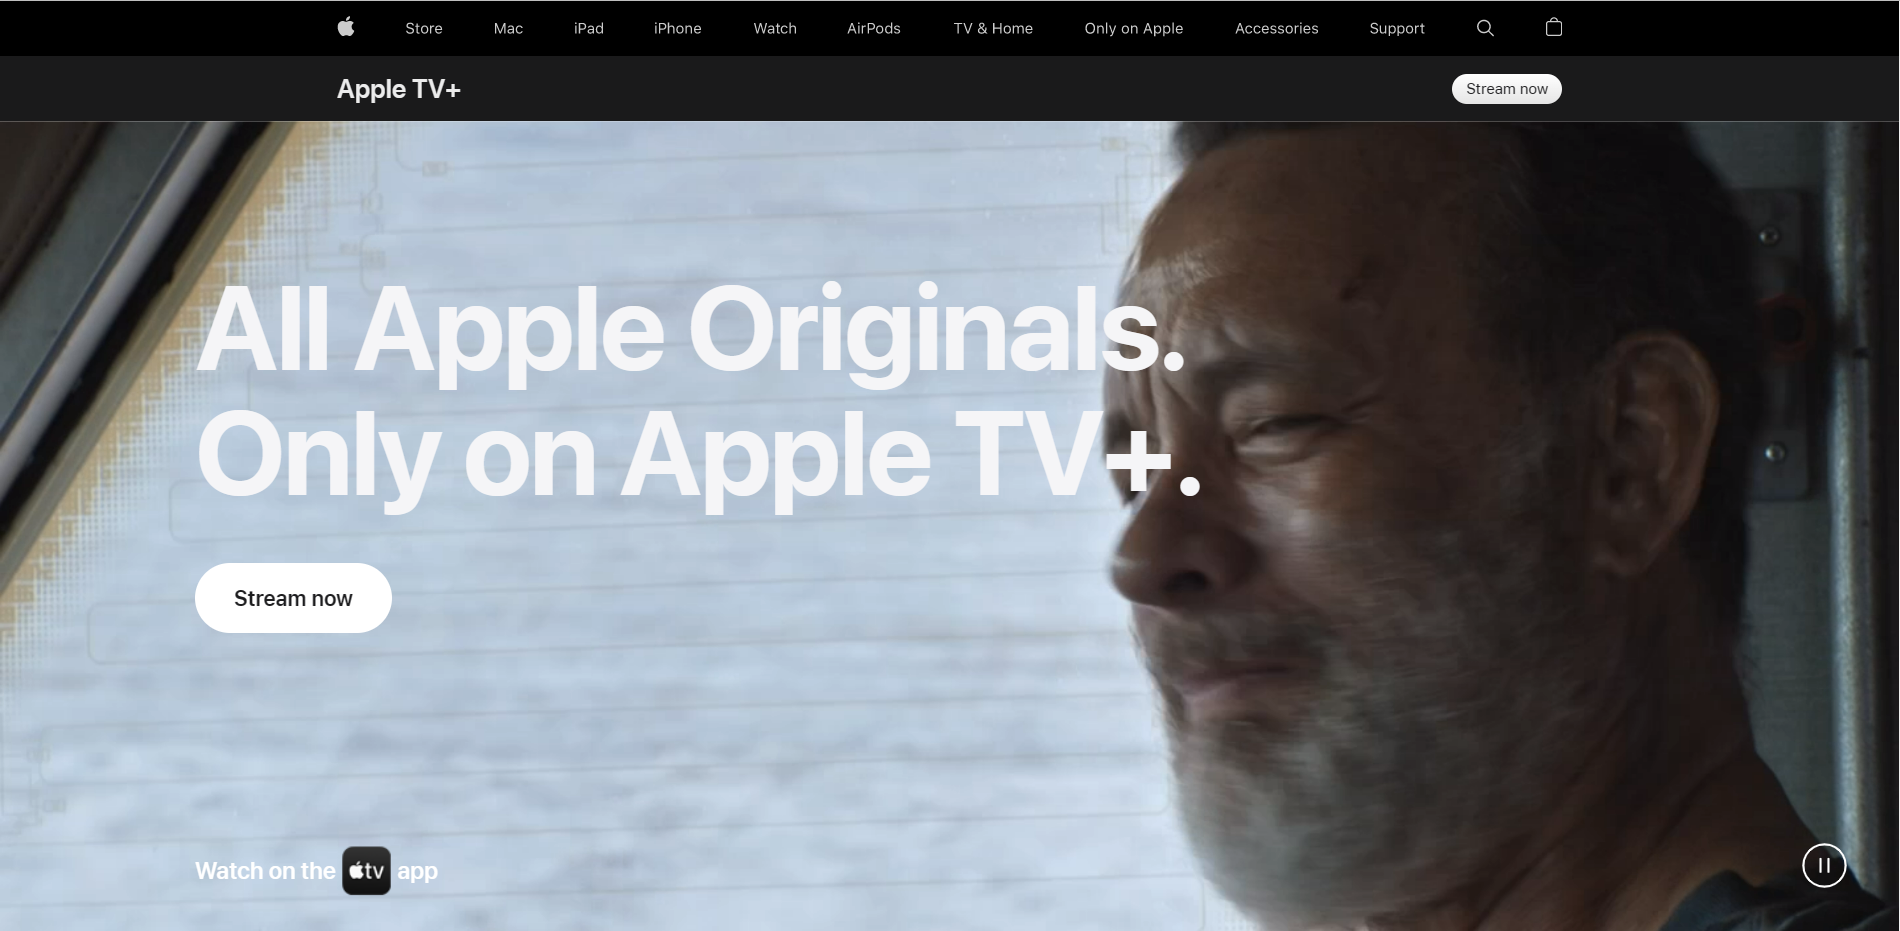 Store Mac iPad iPhone Watch AirPods TV & Home Only on Apple Accessories Support
Apple TV+ Stream now
All Apple Originals.
Only on Apple TV+.
Stream now
Watch on the tv app